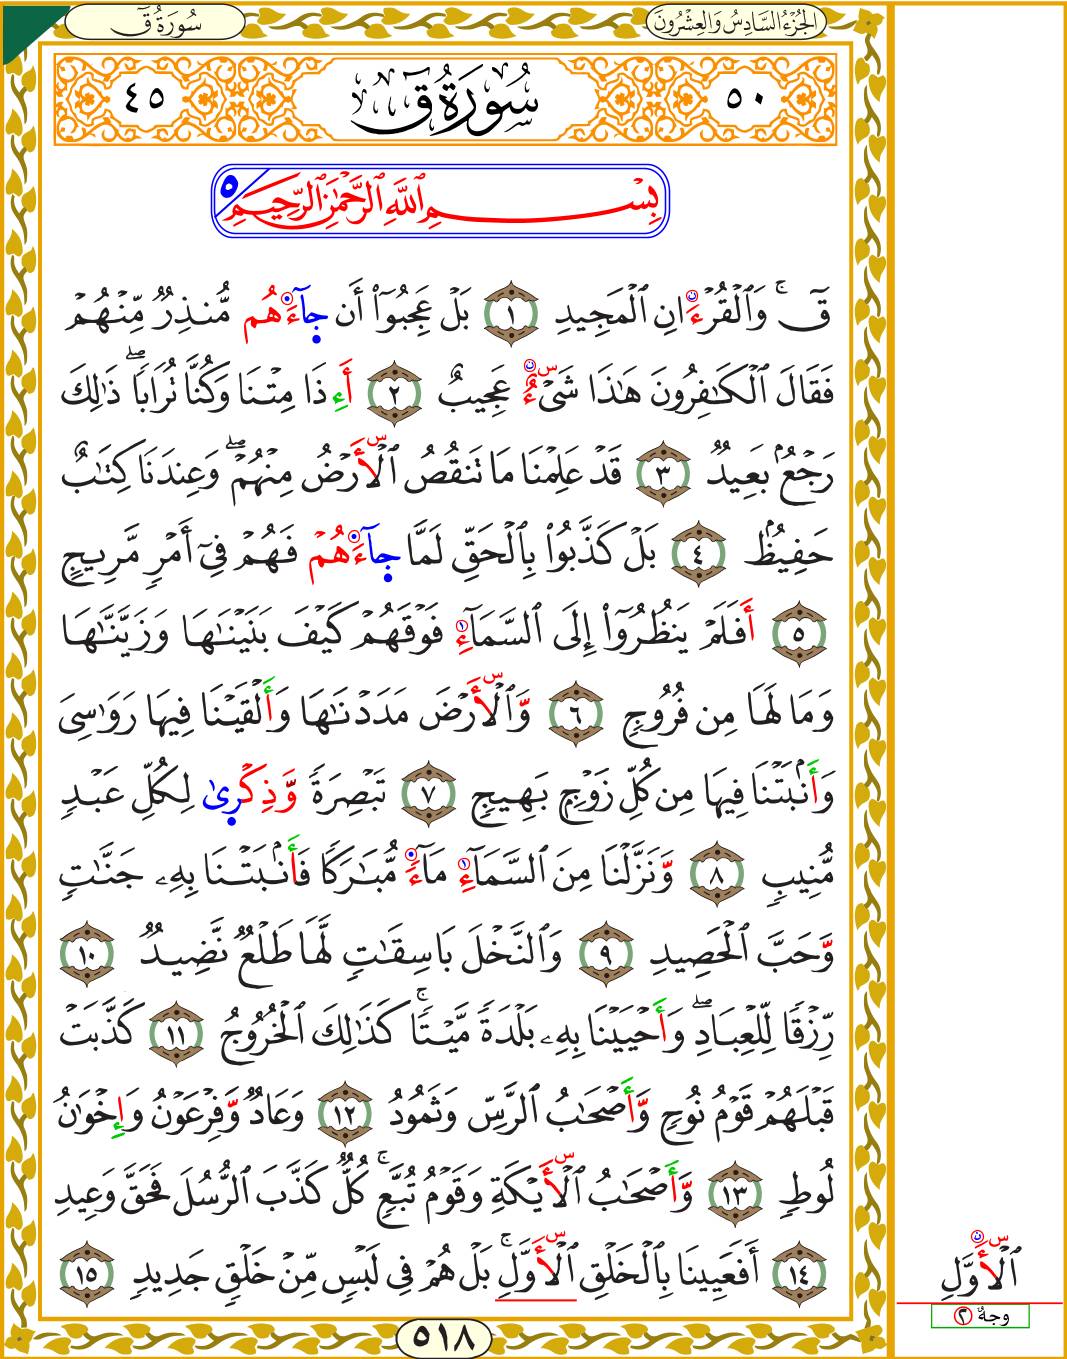 الجُزْءُ السَّادِسُ وَالعِشْرُونَ
سُورَةُ قٓ
٥٠
سُورَةُ قٓ
٤٥
بِسْمِ ٱللَّهِ ٱلرَّحْمَٰنِ ٱلرَّحِيمِ
٥
قٓۚ وَٱلْقُرْءَانِ ٱلْمَجِيدِ ١ بَلْ عَجِبُوٓا۟ أَن جَآءَهُم مُّنذِرٌ مِّنْهُمْ
فَقَالَ ٱلْكَٰفِرُونَ هَٰذَا شَىْءٌ عَجِيبٌ ٢ أَءِذَا مِتْنَا وَكُنَّا تُرَابًاۖ ذَٰلِكَ
رَجْعٌۢ بَعِيدٌ ٣ قَدْ عَلِمْنَا مَا تَنقُصُ ٱلْأَرْضُ مِنْهُمْۖ وَعِندَنَا كِتَٰبٌ
حَفِيظٌۢ ٤ بَلْ كَذَّبُوا۟ بِٱلْحَقِّ لَمَّا جَآءَهُمْ فَهُمْ فِىٓ أَمْرٍ مَّرِيجٍ
٥ أَفَلَمْ يَنظُرُوٓا۟ إِلَى ٱلسَّمَآءِ فَوْقَهُمْ كَيْفَ بَنَيْنَٰهَا وَزَيَّنَّٰهَا
وَمَا لَهَا مِن فُرُوجٍ ٦ وَٱلْأَرْضَ مَدَدْنَٰهَا وَأَلْقَيْنَا فِيهَا رَوَٰسِىَ
وَأَنۢبَتْنَا فِيهَا مِن كُلِّ زَوْجٍۭ بَهِيجٍ ٧ تَبْصِرَةً وَذِكْرِىٰ لِكُلِّ عَبْدٍ
مُّنِيبٍ ٨ وَنَزَّلْنَا مِنَ ٱلسَّمَآءِ مَآءً مُّبَٰرَكًا فَأَنۢبَتْنَا بِهِۦ جَنَّٰتٍ
وَحَبَّ ٱلْحَصِيدِ ٩ وَٱلنَّخْلَ بَاسِقَٰتٍ لَّهَا طَلْعٌ نَّضِيدٌ ١٠
رِّزْقًا لِّلْعِبَادِۖ وَأَحْيَيْنَا بِهِۦ بَلْدَةً مَّيْتًاۚ كَذَٰلِكَ ٱلْخُرُوجُ ١١ كَذَّبَتْ
قَبْلَهُمْ قَوْمُ نُوحٍ وَأَصْحَٰبُ ٱلرَّسِّ وَثَمُودُ ١٢ وَعَادٌ وَفِرْعَوْنُ وَإِخْوَٰنُ
لُوطٍ ١٣ وَأَصْحَٰبُ ٱلْأَيْكَةِ وَقَوْمُ تُبَّعٍۚ كُلٌّ كَذَّبَ ٱلرُّسُلَ فَحَقَّ وَعِيدِ
١٤ أَفَعَيِينَا بِٱلْخَلْقِ ٱلْأَوَّلِۚ بَلْ هُمْ فِى لَبْسٍ مِّنْ خَلْقٍ جَدِيدٍ ١٥
ٱلْأَوَّلِ
وجهٌ ٢
٥١٨